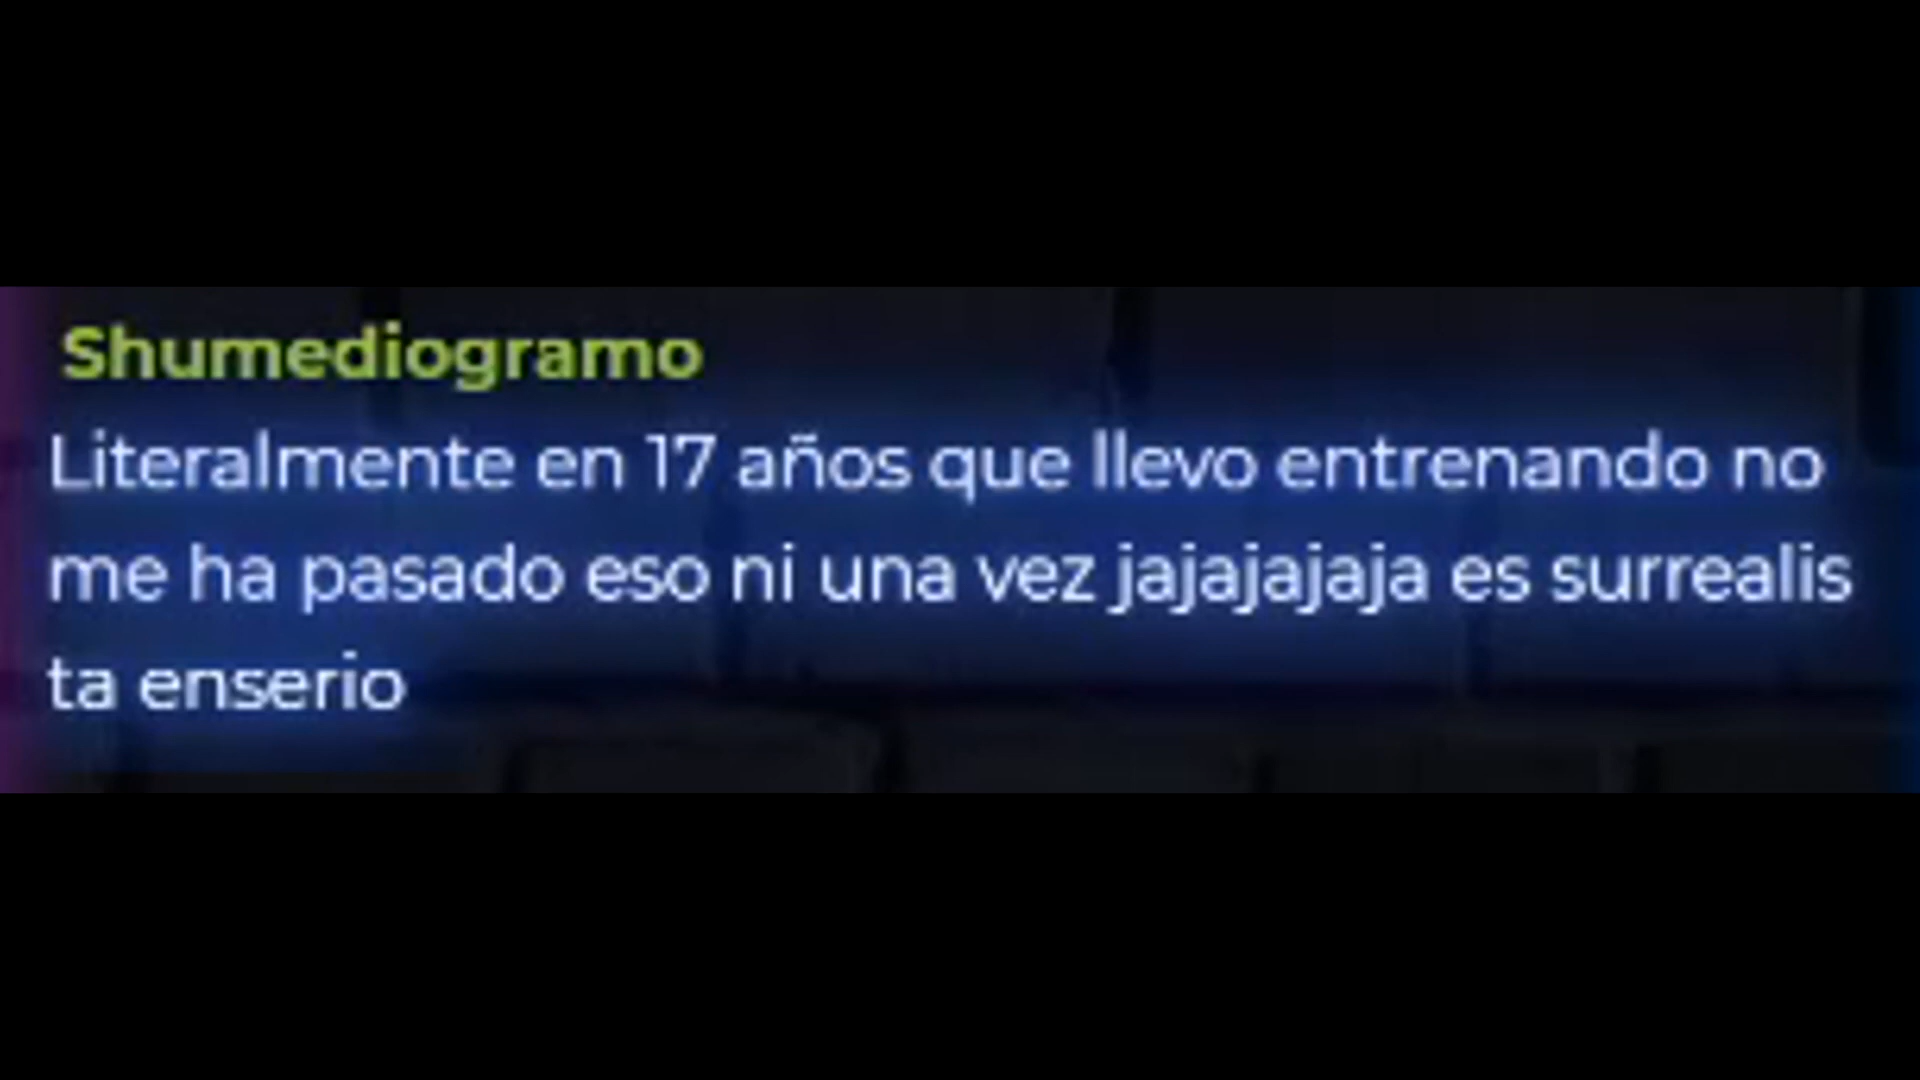 Shumediogramo
Literalmente en 17 años que llevo entrenando no
me ha pasado eso ni una vez jajajajaja es surrealis
ta enserio